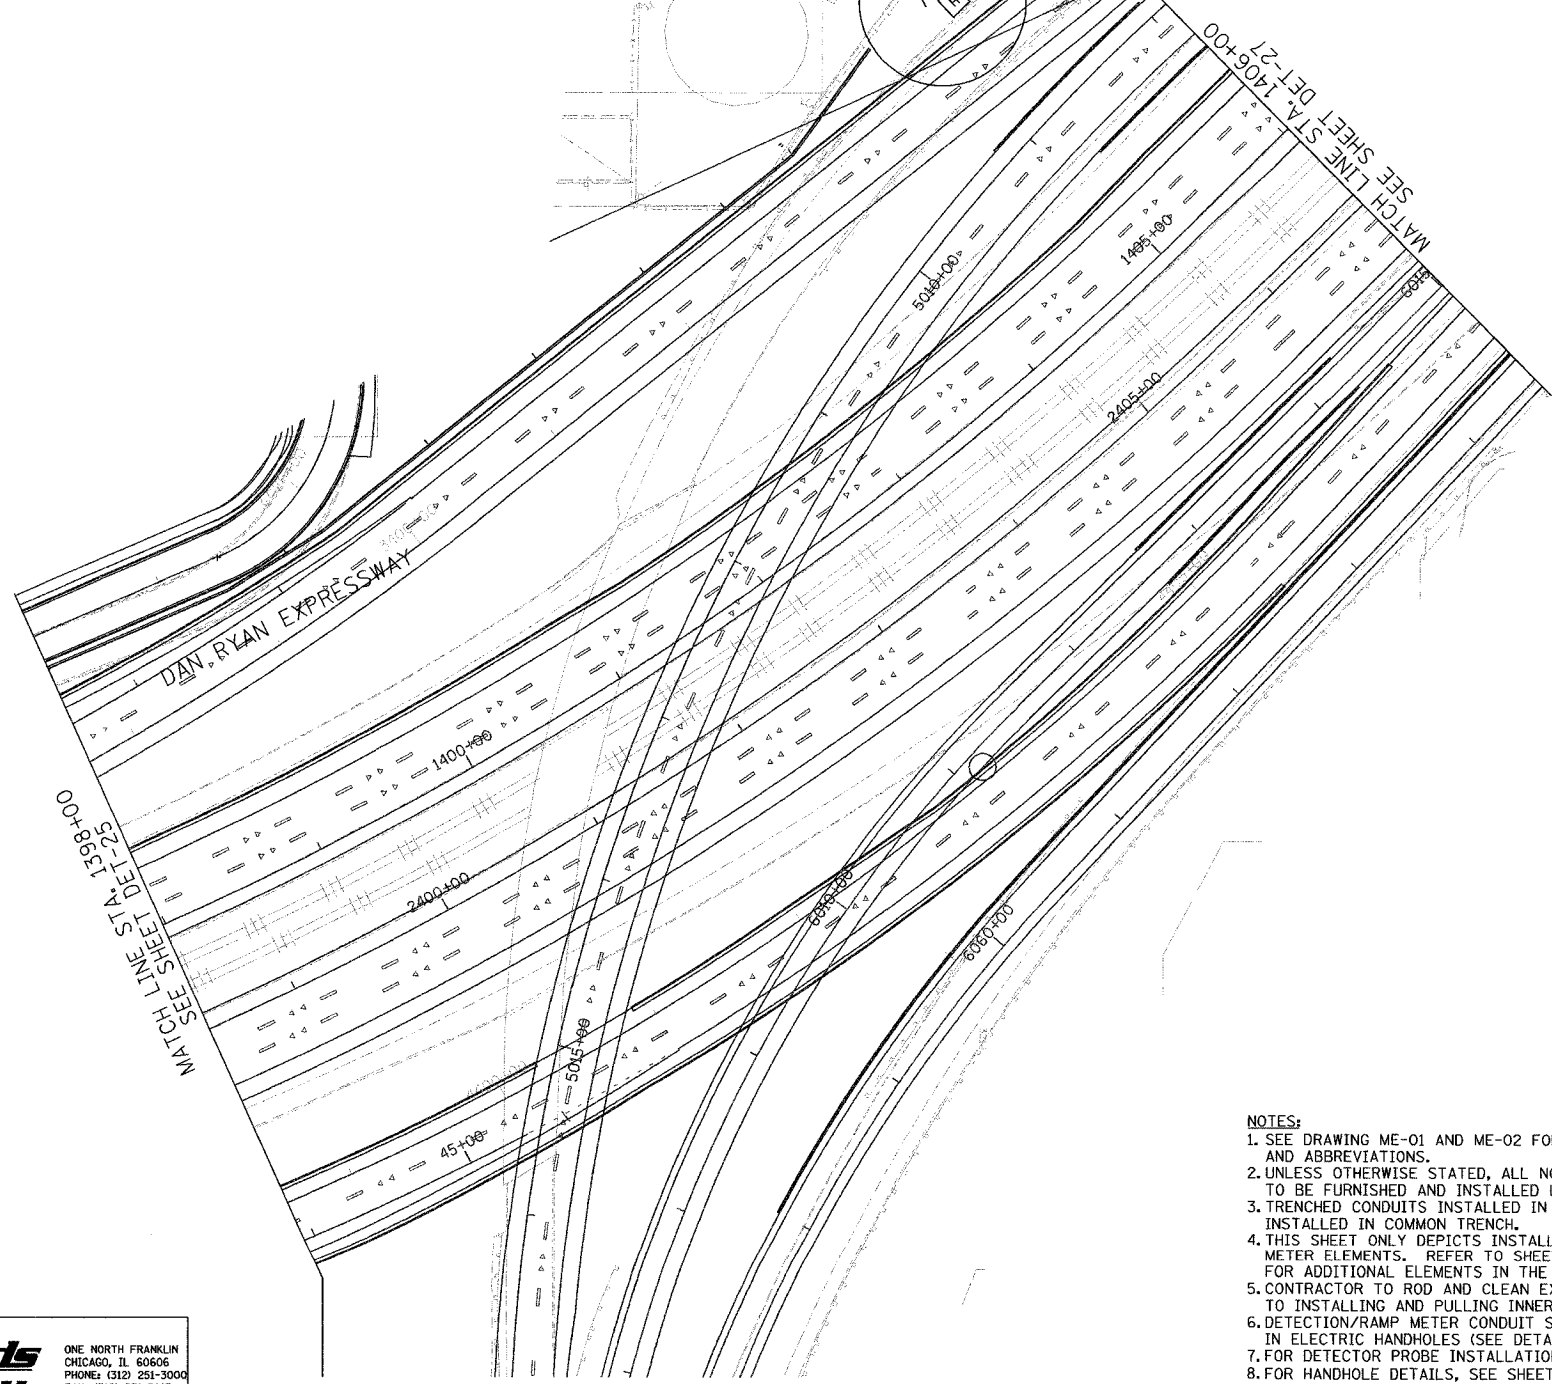 MATCH LINE STA. 1406+00
SEE SHEET DET-27
5010+00
1405+00
6015
2405+00
DAN RYAN EXPRESSWAY
1400+00
2400+00
MATCH LINE STA. 1398+00
SEE SHEET DET-25
6010+00
6060+00
5015+00
45+00
NOTES:
1. SEE DRAWING ME-01 AND ME-02 FO
AND ABBREVIATIONS.
2. UNLESS OTHERWISE STATED, ALL N
TO BE FURNISHED AND INSTALLED
3. TRENCHED CONDUITS INSTALLED IN
INSTALLED IN COMMON TRENCH.
4. THIS SHEET ONLY DEPICTS INSTALL
METER ELEMENTS. REFER TO SHEE
FOR ADDITIONAL ELEMENTS IN THE
5. CONTRACTOR TO ROD AND CLEAN EX
TO INSTALLING AND PULLING INNER
6. DETECTION/RAMP METER CONDUIT S
IN ELECTRIC HANDHOLES (SEE DETA
7. FOR DETECTOR PROBE INSTALLATIO
8. FOR HANDHOLE DETAILS, SEE SHEET
ONE NORTH FRANKLIN
CHICAGO, IL 60606
PHONE: (312) 251-3000